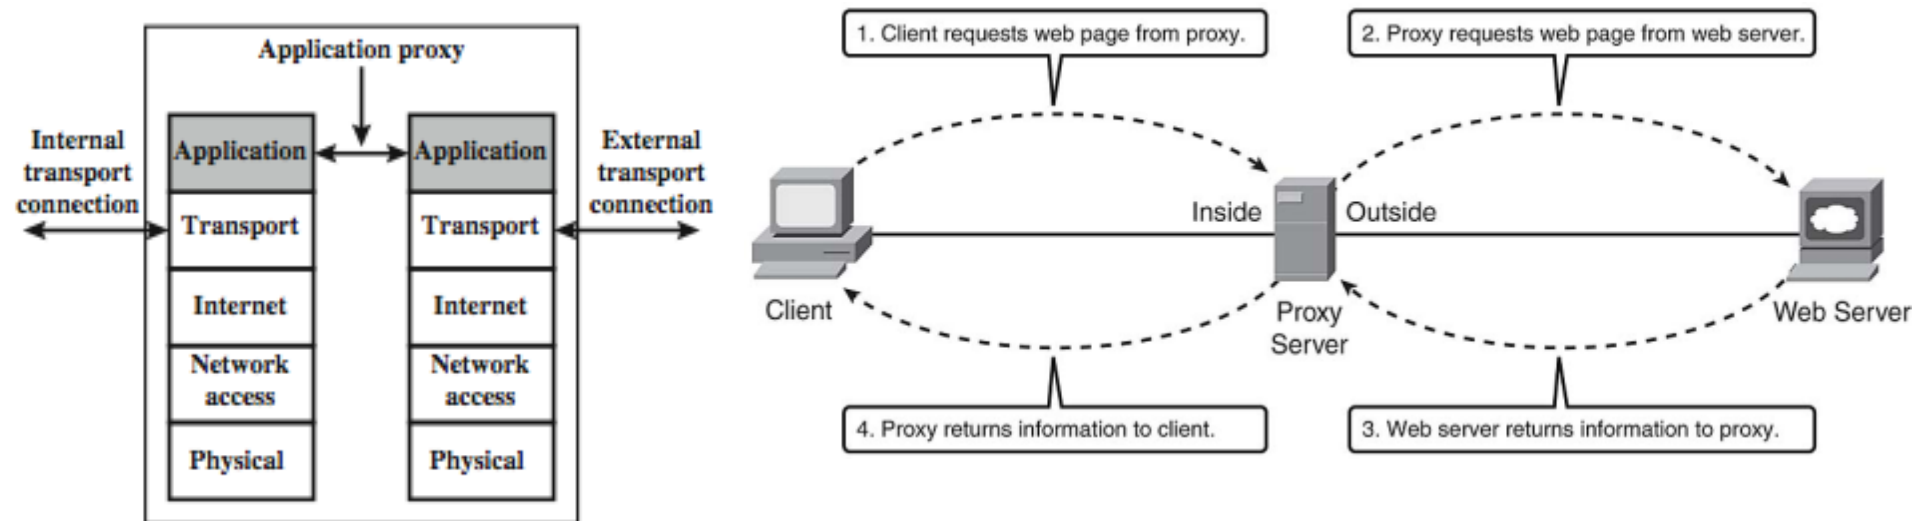 Application proxy
Internal
transport
connection
Application
Transport
Internet
Network
access
Physical
Application
Transport
Internet
Network
access
Physical
External
transport
connection
1. Client requests web page from proxy.
2. Proxy requests web page from web server.
Inside
Outside
Client
Proxy
Server
Web Server
4. Proxy returns information to client.
3. Web server returns information to proxy.